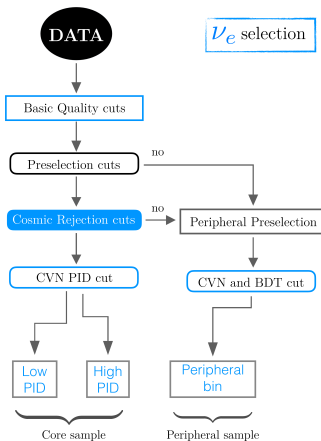 DATA
ν_e selection
Basic Quality cuts
Preselection cuts
no
Cosmic Rejection cuts
no
Peripheral Preselection
CVN PID cut
CVN and BDT cut
Low
PID
High
PID
Peripheral
bin
Core sample
Peripheral sample